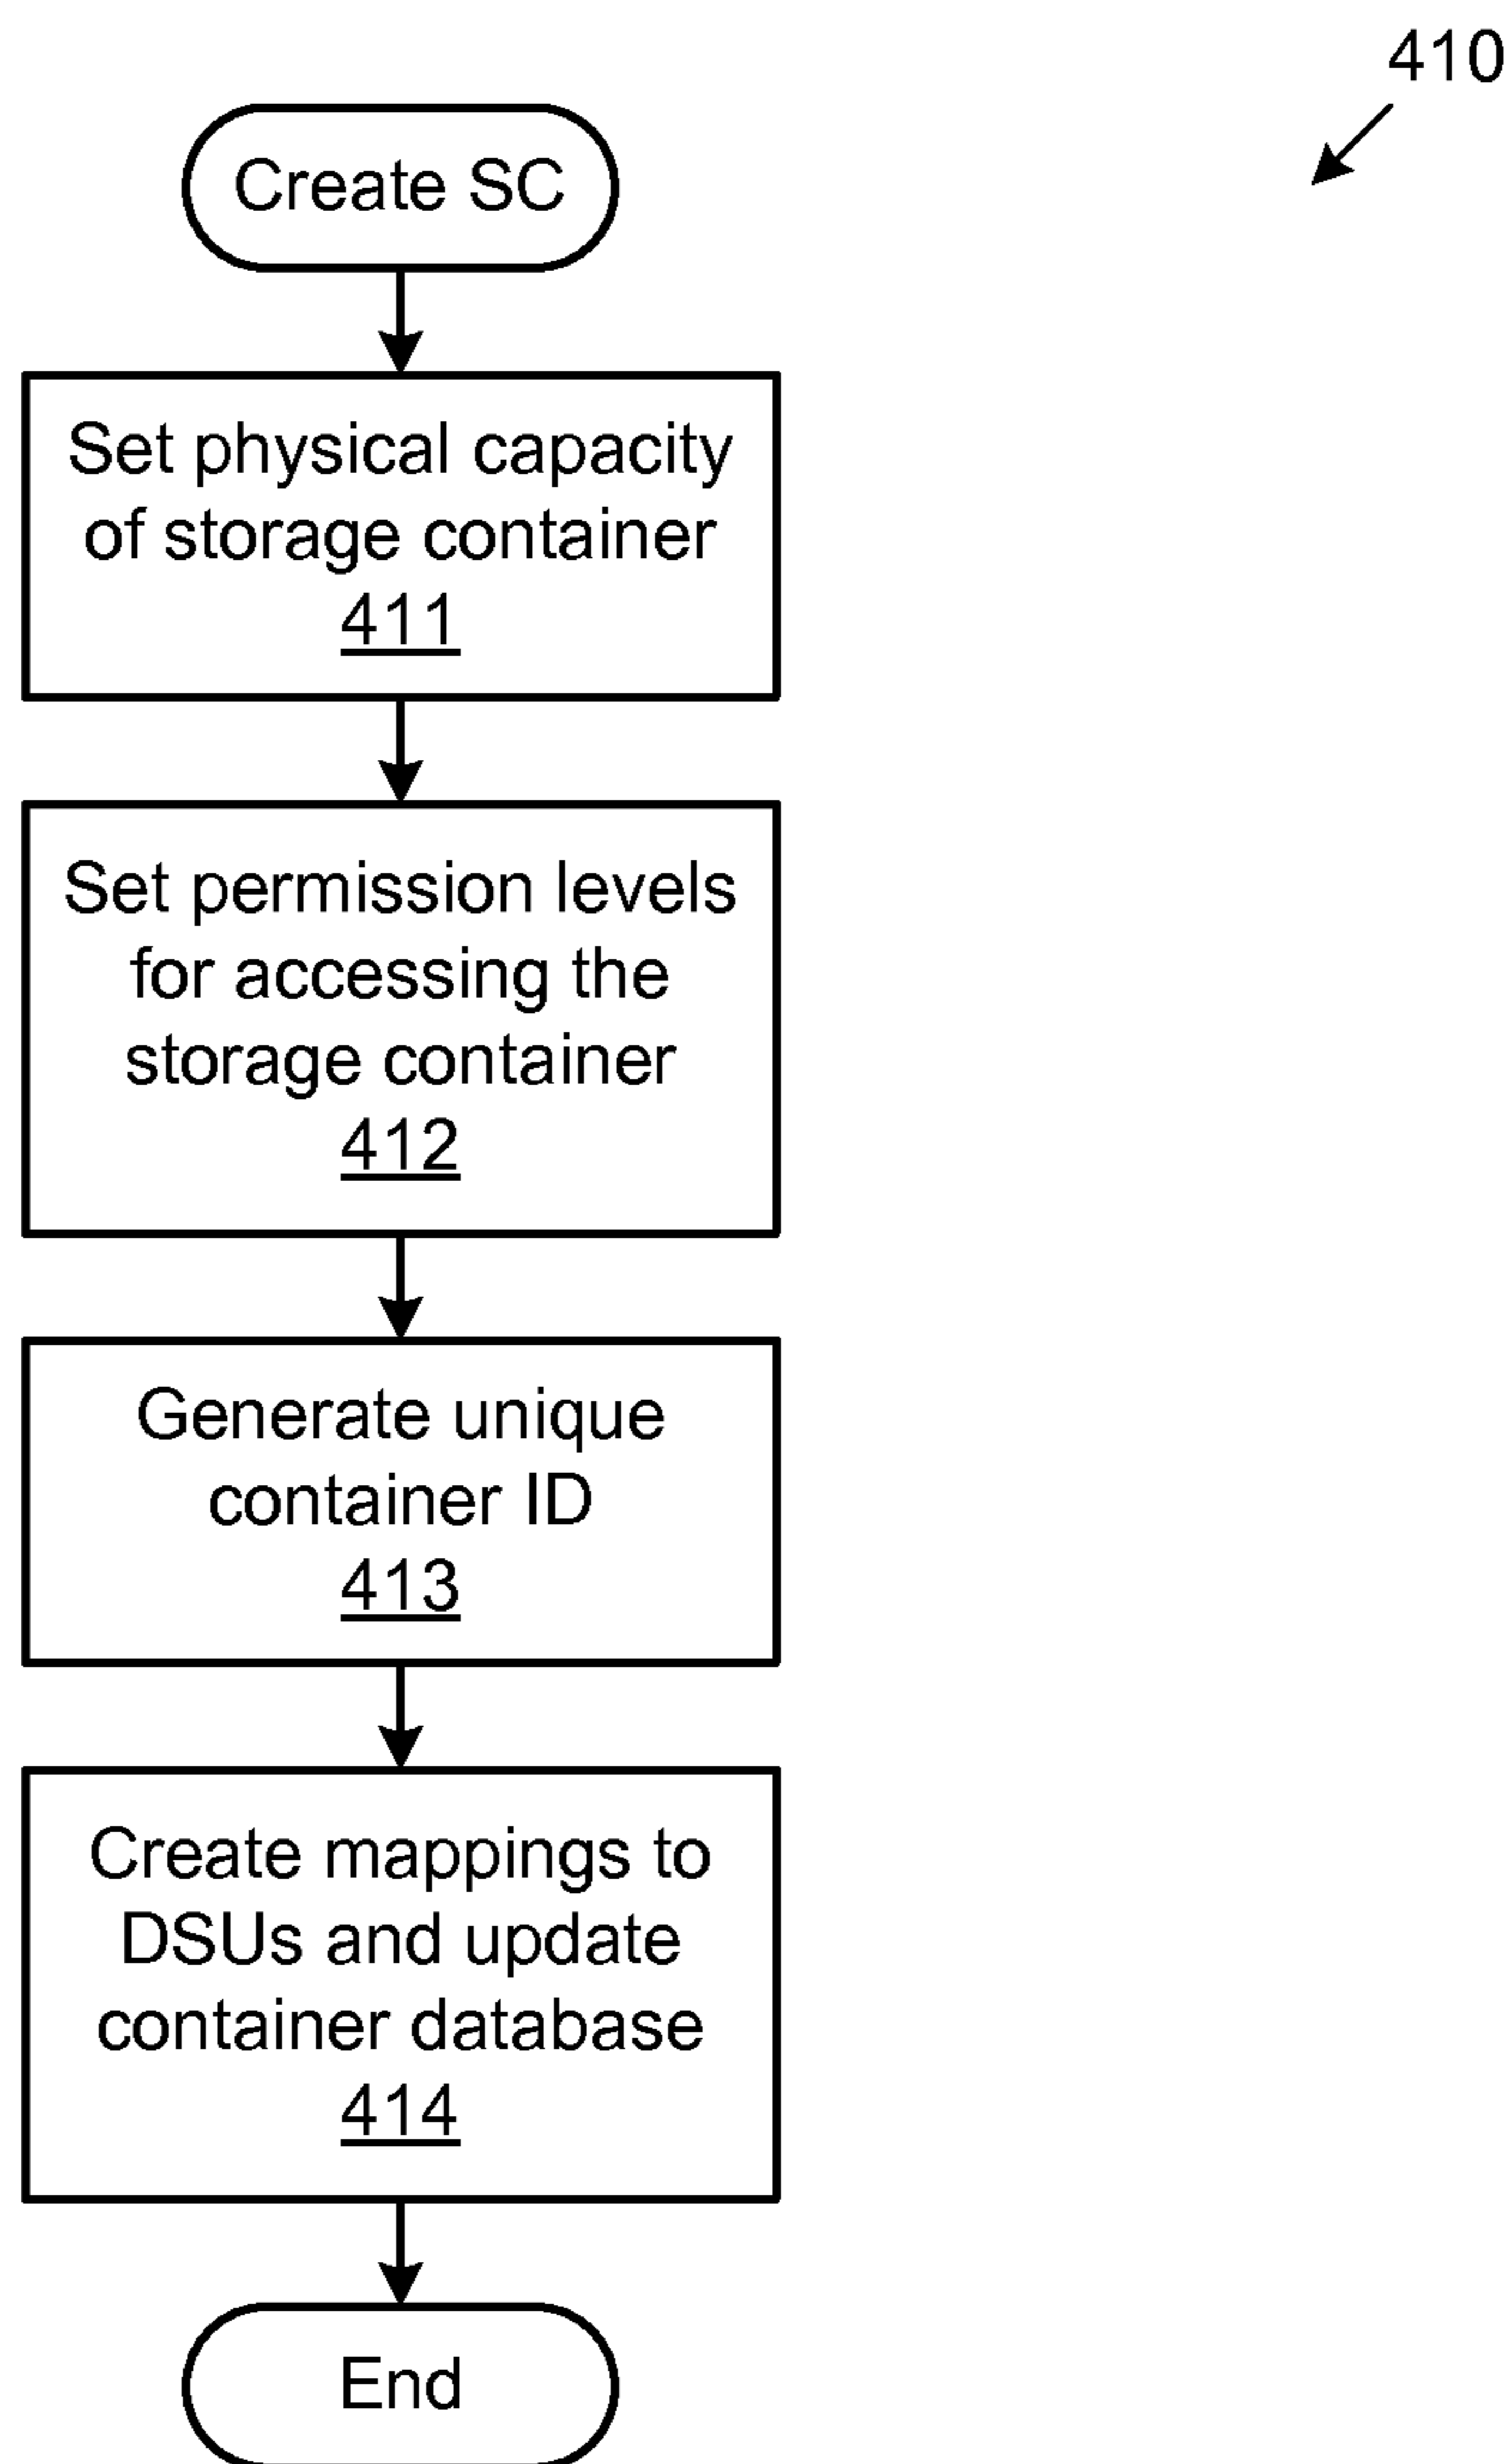 410
Create SC
Set physical capacity
of storage container
411
Set permission levels
for accessing the
storage container
412
Generate unique
container ID
413
Create mappings to
DSUs and update
container database
414
End